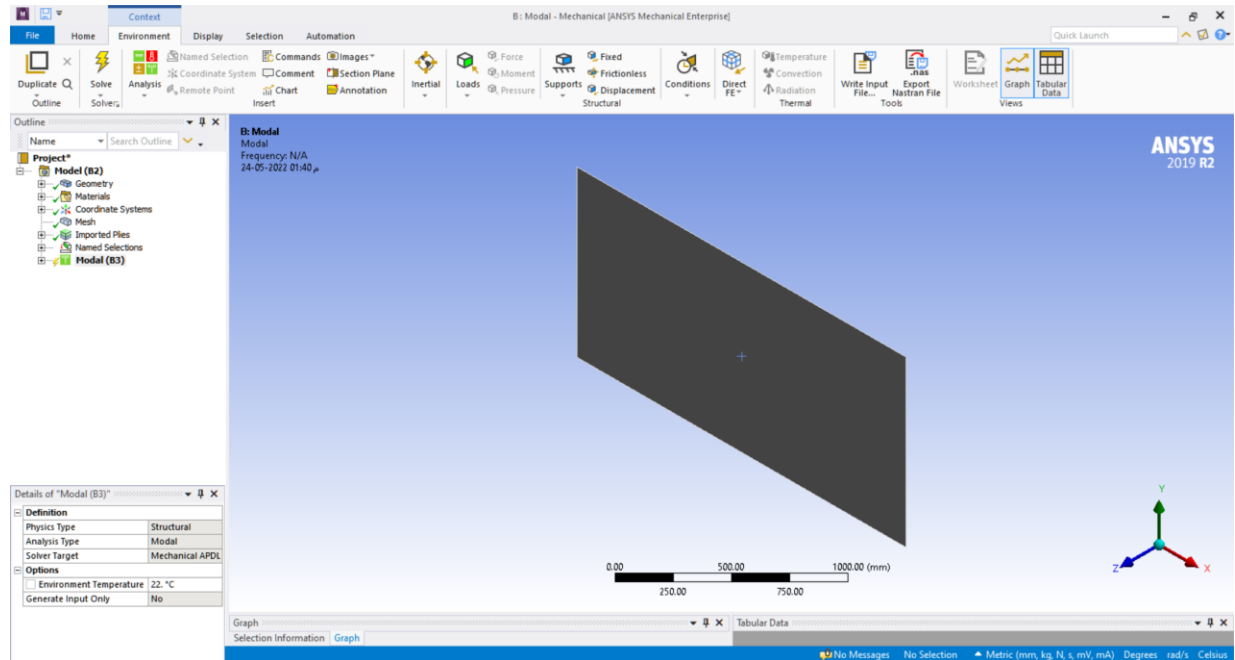 B : Modal - Mechanical [ANSYS Mechanical Enterprise]
Context
File Home Environment Display Selection Automation
Quick Launch
Duplicate
Outline
Solve
Solver
Analysis
Named Selection
Coordinate System
Remote Point
Commands
Comment
Chart
Images
Section Plane
Annotation
Insert
Inertial
Loads
Force
Moment
Pressure
Supports
Fixed
Frictionless
Displacement
Structural
Conditions
Direct FE
Temperature
Convection
Radiation
Thermal
Write Input File...
.nas
Export Nastran File
Tools
Worksheet
Graph
Tabular Data
Views
Outline
Name
Search Outline
Project*
Model (B2)
Geometry
Materials
Coordinate Systems
Mesh
Imported Plies
Named Selections
Modal (B3)
Details of "Modal (B3)"
Definition
Physics Type Structural
Analysis Type Modal
Solver Target Mechanical APDL
Options
Environment Temperature 22. °C
Generate Input Only No
B: Modal
Modal
Frequency: N/A
24-05-2022 01:40 م
ANSYS
2019 R2
0.00 500.00 1000.00 (mm)
250.00 750.00
Y
Z X
Graph
Selection Information Graph
Tabular Data
No Messages No Selection Metric (mm, kg, N, s, mV, mA) Degrees rad/s Celsius